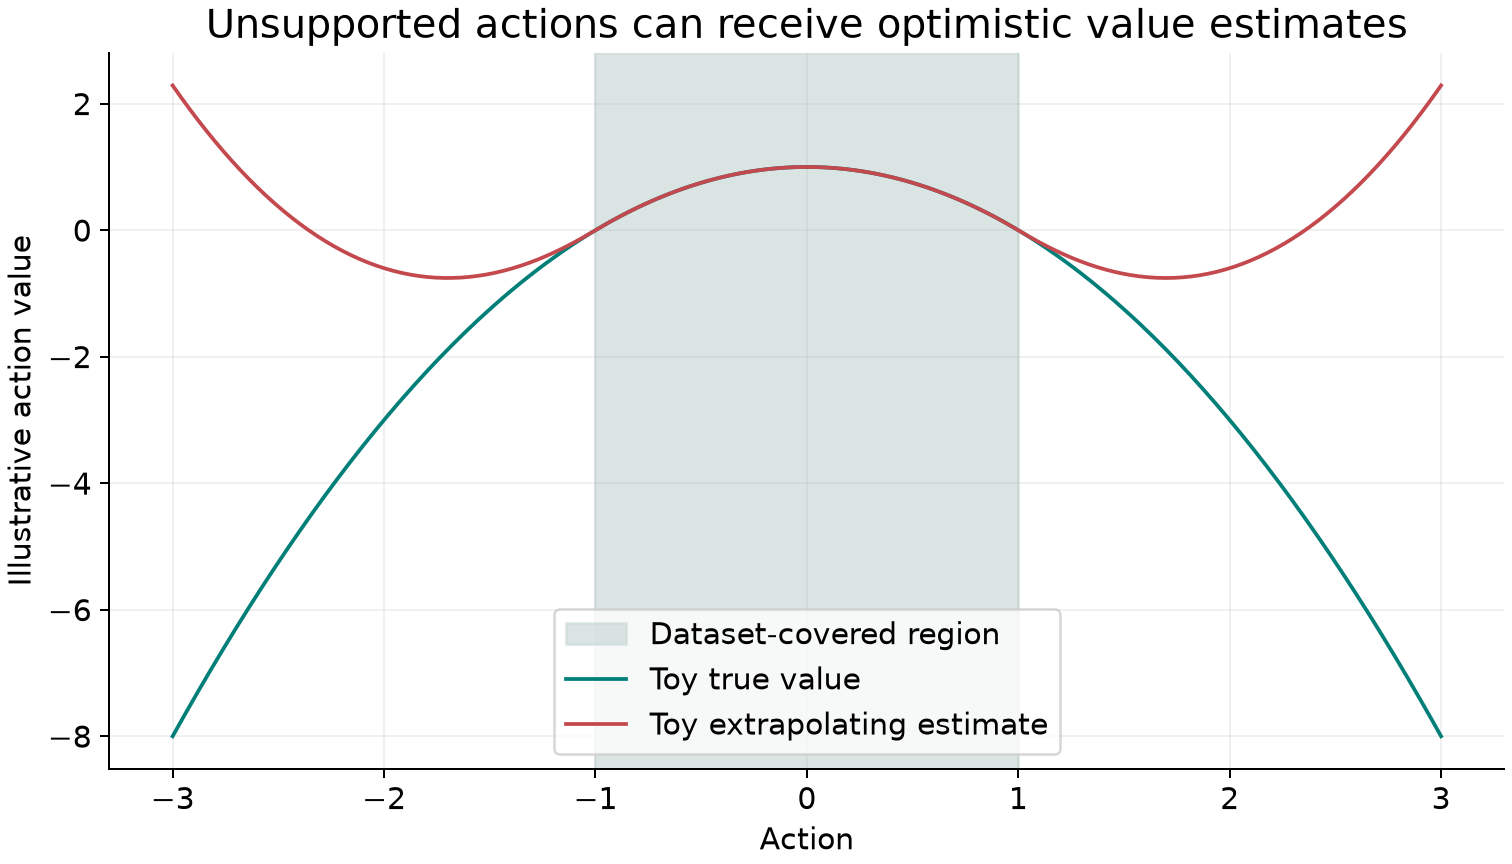 Unsupported actions can receive optimistic value estimates
Illustrative action value
2
0
−2
−4
−6
−8
Dataset-covered region
Toy true value
Toy extrapolating estimate
−3
−2
−1
0
1
2
3
Action